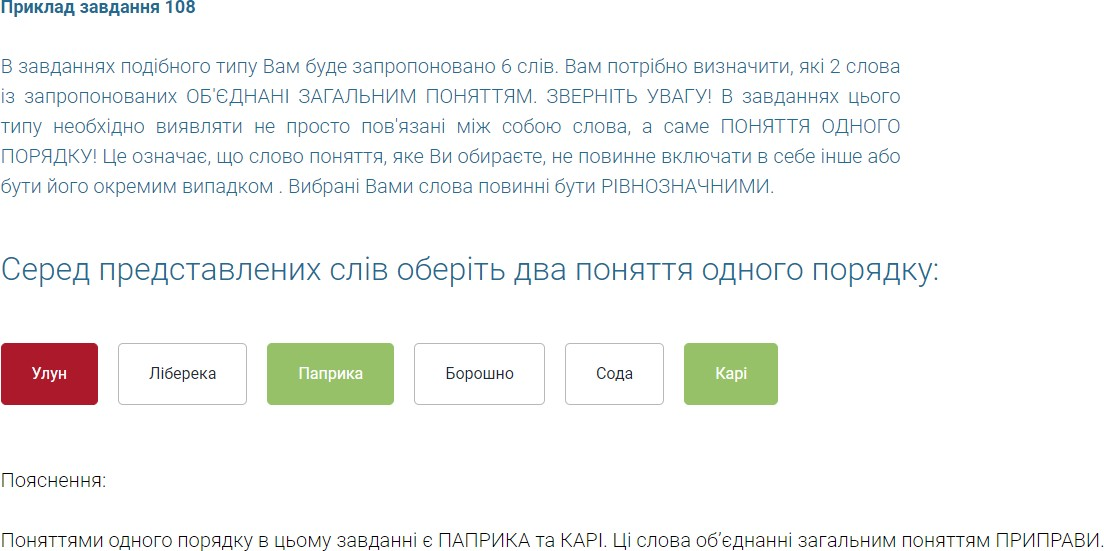 Приклад завдання 108
В завданнях подібного типу Вам буде запропоновано 6 слів. Вам потрібно визначити, які 2 слова
із запропонованих ОБ'ЄДНАНІ ЗАГАЛЬНИМ ПОНЯТТЯМ. ЗВЕРНІТЬ УВАГУ! В завданнях цього
типу необхідно виявляти не просто пов'язані між собою слова, а саме ПОНЯТТЯ ОДНОГО
ПОРЯДКУ! Це означає, що слово поняття, яке Ви обираєте, не повинне включати в себе інше або
бути його окремим випадком . Вибрані Вами слова повинні бути РІВНОЗНАЧНИМИ.
Серед представлених слів оберіть два поняття одного порядку:
Улун Ліберека Паприка Борошно Сода Карі
Пояснення:
Поняттями одного порядку в цьому завданні є ПАПРИКА та КАРІ. Ці слова об’єднанні загальним поняттям ПРИПРАВИ.